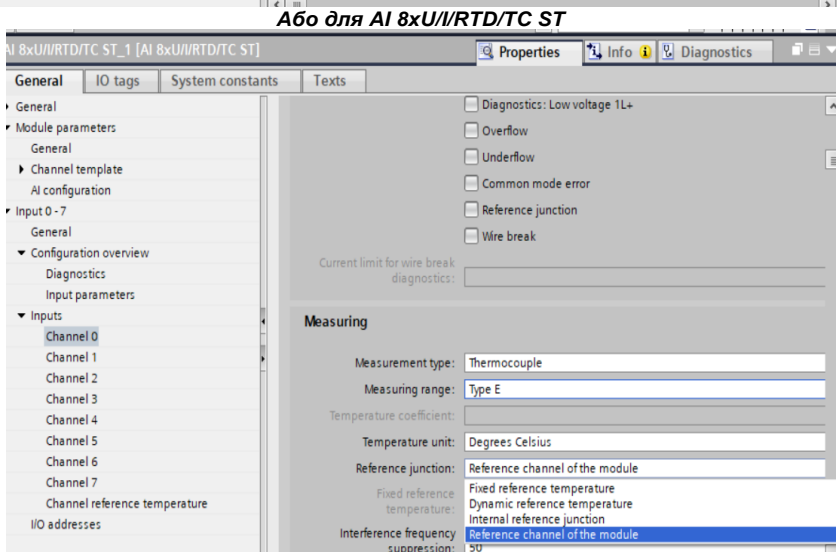 Або для AI 8xU/I/RTD/TC ST
AI 8xU/I/RTD/TC ST_1 [AI 8xU/I/RTD/TC ST]
Properties
Info
Diagnostics
General
IO tags
System constants
Texts
General
Module parameters
General
Channel template
AI configuration
Input 0 - 7
General
Configuration overview
Diagnostics
Input parameters
Inputs
Channel 0
Channel 1
Channel 2
Channel 3
Channel 4
Channel 5
Channel 6
Channel 7
Channel reference temperature
I/O addresses
Diagnostics: Low voltage 1L+
Overflow
Underflow
Common mode error
Reference junction
Wire break
Current limit for wire break
diagnostics:
Measuring
Measurement type: Thermocouple
Measuring range: Type E
Temperature coefficient:
Temperature unit: Degrees Celsius
Reference junction: Reference channel of the module
Fixed reference
temperature:
Fixed reference temperature
Dynamic reference temperature
Internal reference junction
Reference channel of the module
Interference frequency
suppression: 50